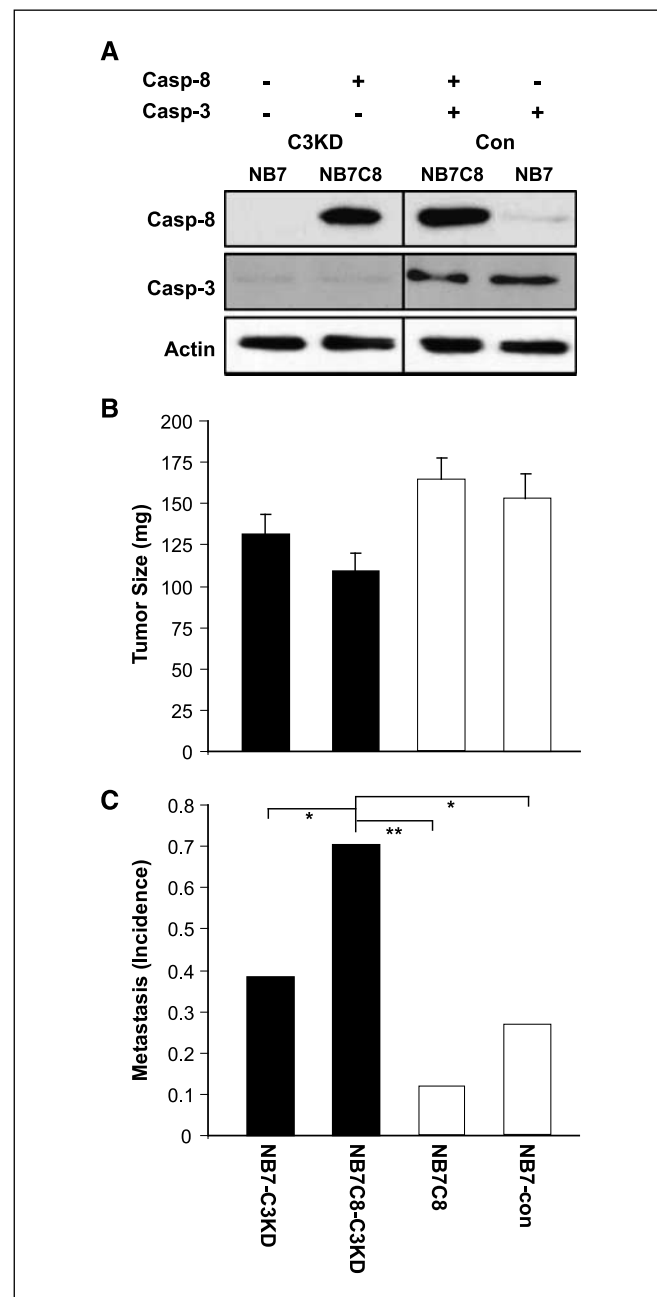 A
Casp-8 - + + -
Casp-3 - - + +
C3KD Con
NB7 NB7C8 NB7C8 NB7
Casp-8
Casp-3
Actin
B
Tumor Size (mg)
200
175
150
125
100
75
50
25
0
C
Metastasis (Incidence)
0.8
0.7
0.6
0.5
0.4
0.3
0.2
0.1
0
* ** *
NB7-C3KD
NB7C8-C3KD
NB7C8
NB7-con